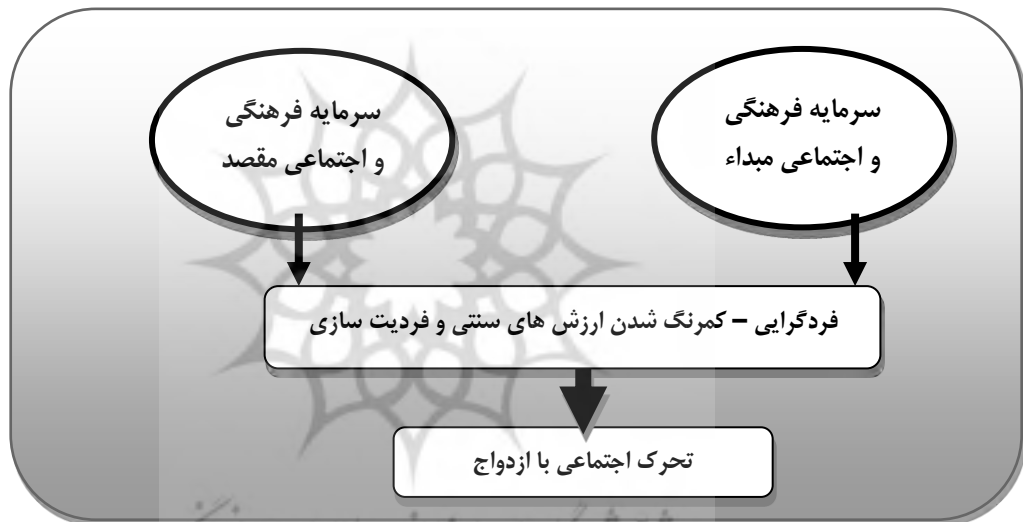 سرمایه فرهنگی
و اجتماعی مبداء
سرمایه فرهنگی
و اجتماعی مقصد
فردگرایی – کمرنگ شدن ارزش های سنتی و فردیت سازی
تحرک اجتماعی با ازدواج